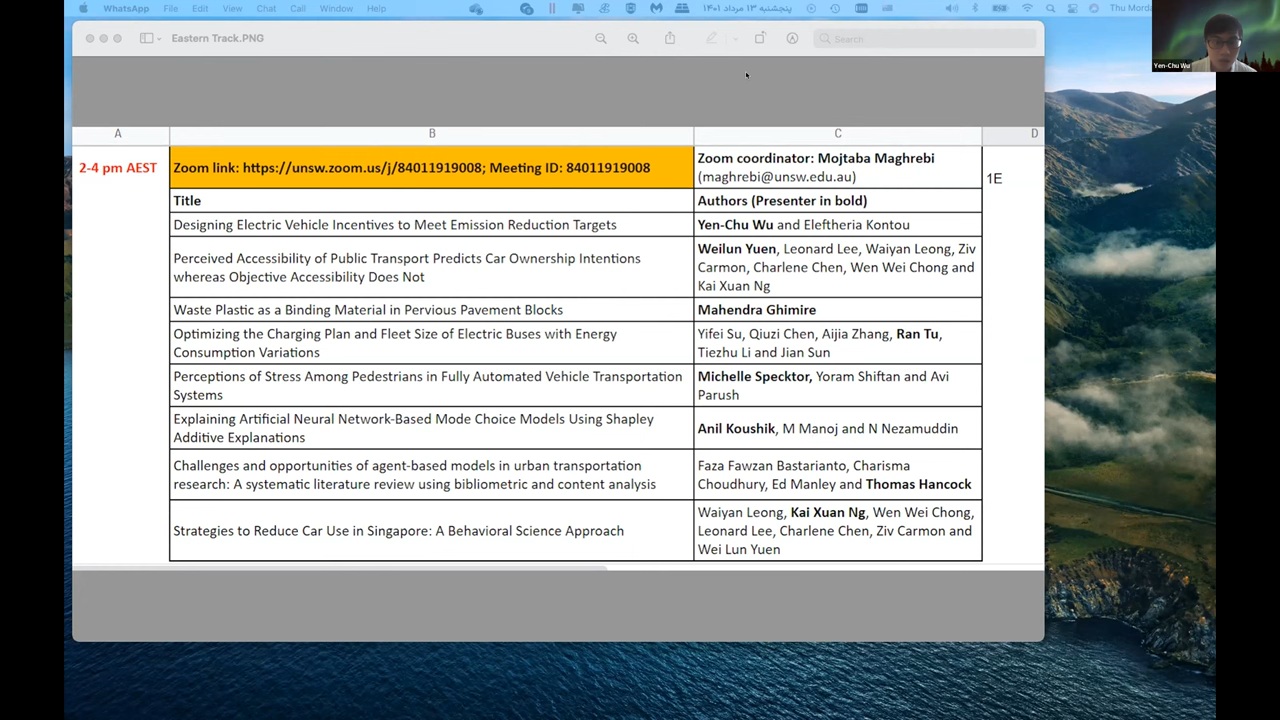 WhatsApp File Edit View Chat Call Window Help پنجشنبه ۱۳ مرداد ۱۴۰۱ Thu Morda
Yen-Chu Wu
Eastern Track.PNG Search
A B C D
2-4 pm AEST Zoom link: https://unsw.zoom.us/j/84011919008; Meeting ID: 84011919008 Zoom coordinator: Mojtaba Maghrebi
(maghrebi@unsw.edu.au) 1E
Title Authors (Presenter in bold)
Designing Electric Vehicle Incentives to Meet Emission Reduction Targets Yen-Chu Wu and Eleftheria Kontou
Perceived Accessibility of Public Transport Predicts Car Ownership Intentions
whereas Objective Accessibility Does Not
Weilun Yuen, Leonard Lee, Waiyan Leong, Ziv
Carmon, Charlene Chen, Wen Wei Chong and
Kai Xuan Ng
Waste Plastic as a Binding Material in Pervious Pavement Blocks Mahendra Ghimire
Optimizing the Charging Plan and Fleet Size of Electric Buses with Energy
Consumption Variations
Yifei Su, Qiuzi Chen, Aijia Zhang, Ran Tu,
Tiezhu Li and Jian Sun
Perceptions of Stress Among Pedestrians in Fully Automated Vehicle Transportation
Systems
Michelle Specktor, Yoram Shiftan and Avi
Parush
Explaining Artificial Neural Network-Based Mode Choice Models Using Shapley
Additive Explanations
Anil Koushik, M Manoj and N Nezamuddin
Challenges and opportunities of agent-based models in urban transportation
research: A systematic literature review using bibliometric and content analysis
Faza Fawzan Bastarianto, Charisma
Choudhury, Ed Manley and Thomas Hancock
Strategies to Reduce Car Use in Singapore: A Behavioral Science Approach
Waiyan Leong, Kai Xuan Ng, Wen Wei Chong,
Leonard Lee, Charlene Chen, Ziv Carmon and
Wei Lun Yuen